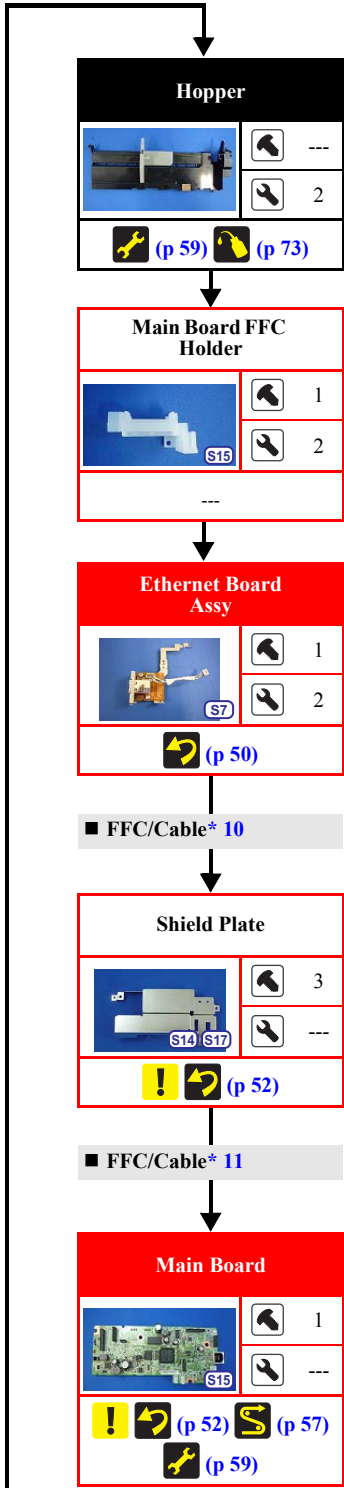 Hopper
---
2
(p 59) (p 73)
Main Board FFC
Holder
1
S15
2
---
Ethernet Board
Assy
1
S7
2
(p 50)
■ FFC/Cable* 10
Shield Plate
3
S14 S17
---
! (p 52)
■ FFC/Cable* 11
Main Board
1
S15
---
! (p 52) (p 57)
(p 59)